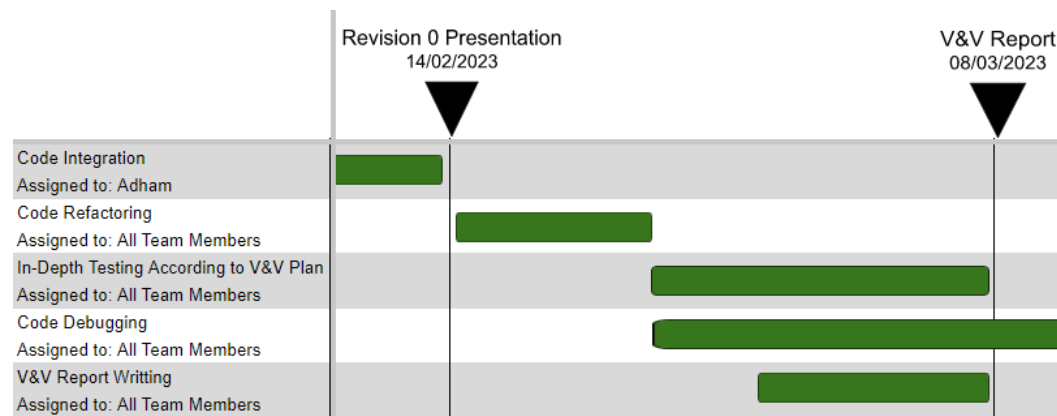 Revision 0 Presentation
14/02/2023
V&V Report
08/03/2023
Code Integration
Assigned to: Adham
Code Refactoring
Assigned to: All Team Members
In-Depth Testing According to V&V Plan
Assigned to: All Team Members
Code Debugging
Assigned to: All Team Members
V&V Report Writting
Assigned to: All Team Members